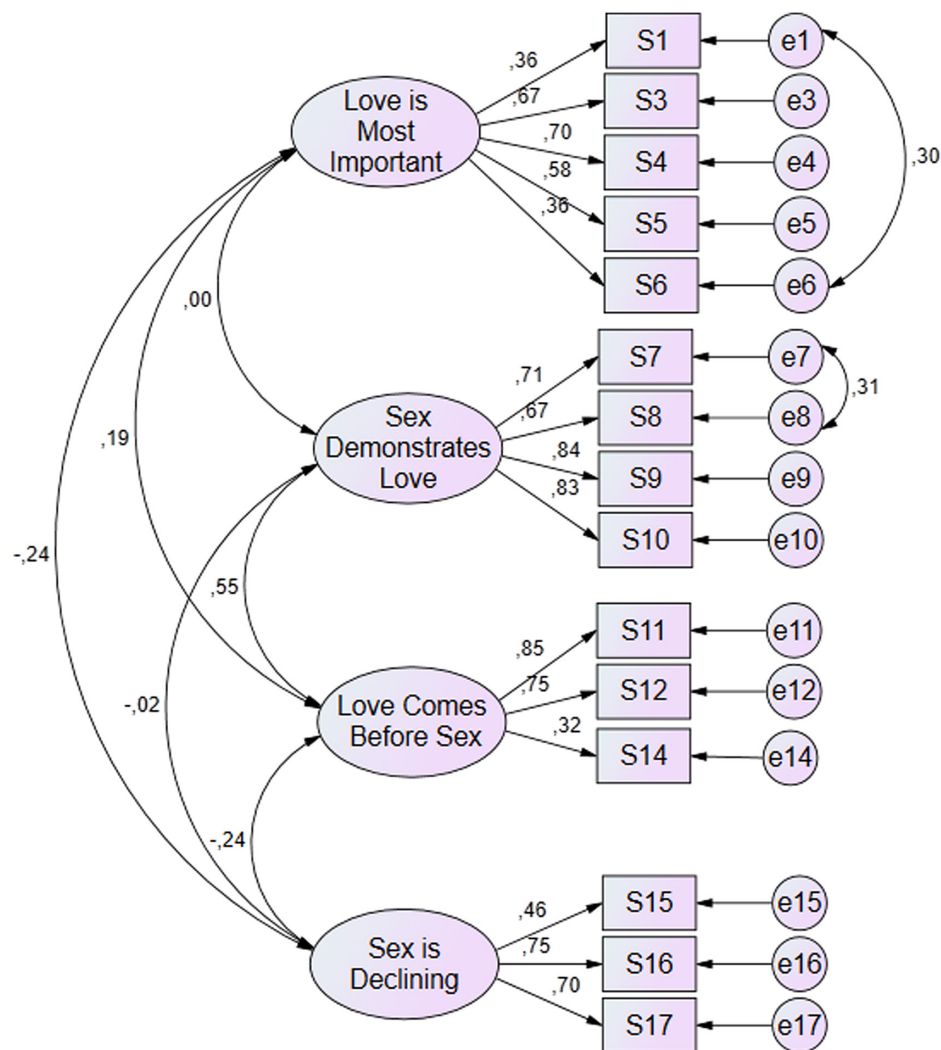 S1
e1
,36
Love is
Most
Important
,67
S3
e3
,70
S4
e4
,30
,58
S5
e5
,36
S6
e6
,00
S7
e7
,71
,31
Sex
Demonstrates
Love
,67
S8
e8
,84
S9
e9
,83
S10
e10
,19
-,24
,55
S11
e11
,85
Love Comes
Before Sex
,75
S12
e12
,32
S14
e14
-,02
-,24
S15
e15
,46
Sex is
Declining
,75
S16
e16
,70
S17
e17